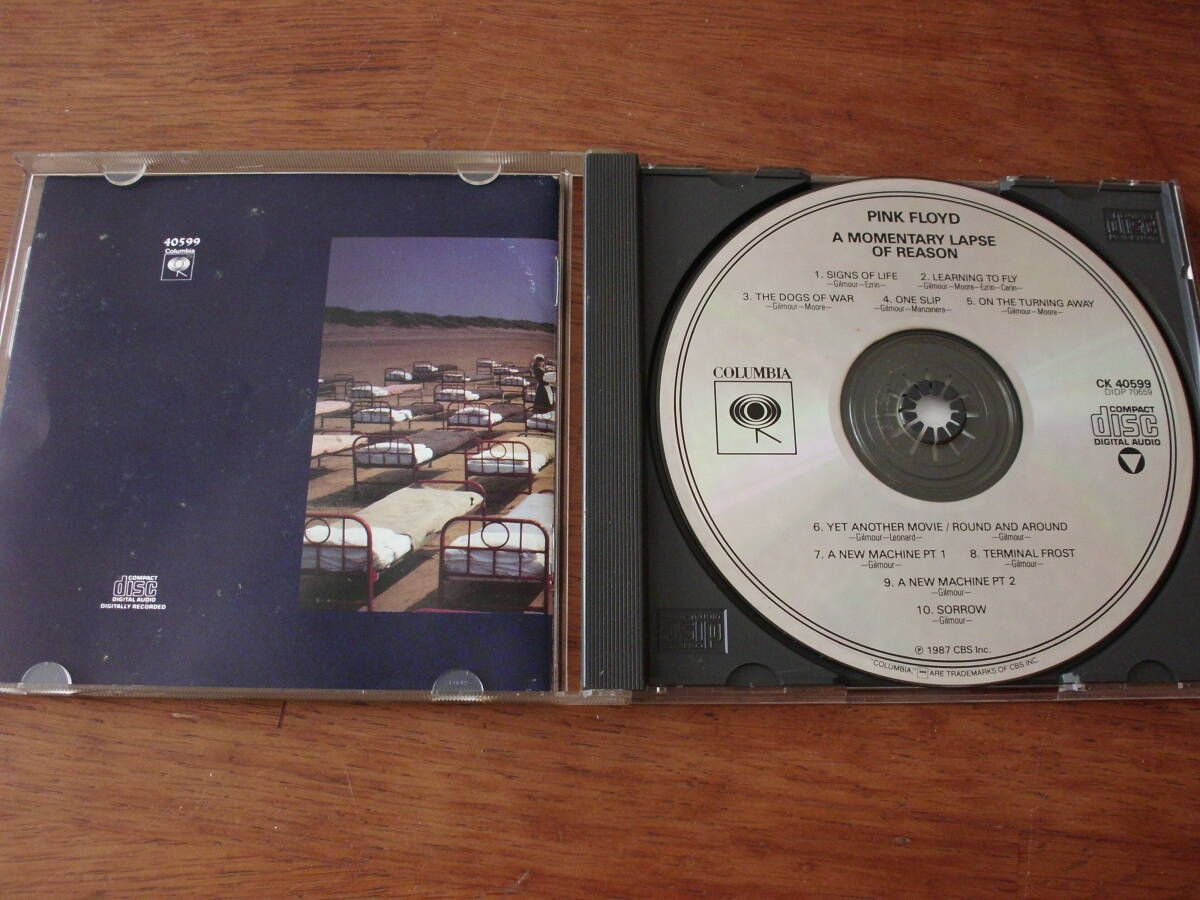 40599
Columbia
COMPACT
disc
DIGITAL AUDIO
DIGITALLY RECORDED
PINK FLOYD
A MOMENTARY LAPSE
OF REASON
1. SIGNS OF LIFE 2. LEARNING TO FLY
—Gilmour—Ezrin— —Gilmour—Moore—Ezrin—Carin—
3. THE DOGS OF WAR 4. ONE SLIP 5. ON THE TURNING AWAY
—Gilmour—Moore— —Gilmour—Manzanera— —Gilmour—Moore—
COLUMBIA
CK 40599
DIDP 70659
COMPACT
disc
DIGITAL AUDIO
6. YET ANOTHER MOVIE / ROUND AND AROUND
—Gilmour—Leonard— —Gilmour—
7. A NEW MACHINE PT 1 8. TERMINAL FROST
—Gilmour— —Gilmour—
9. A NEW MACHINE PT 2
—Gilmour—
10. SORROW
—Gilmour—
℗ 1987 CBS Inc.
"COLUMBIA," ARE TRADEMARKS OF CBS INC.
disc
disc